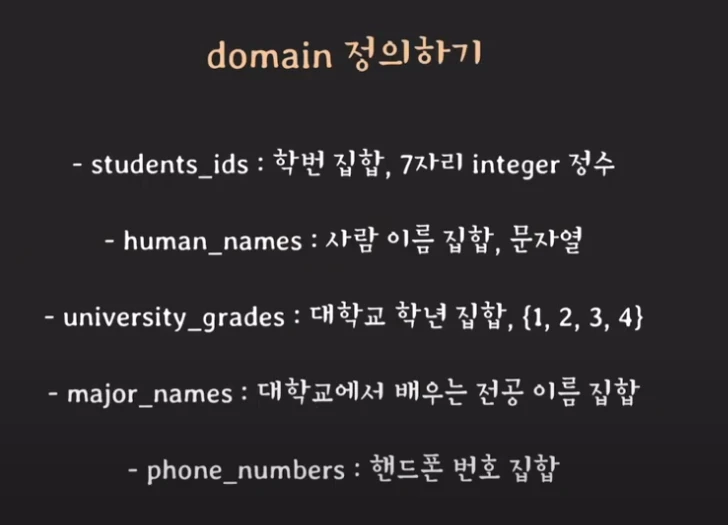 domain 정의하기
- students_ids : 학번 집합, 7자리 integer 정수
- human_names : 사람 이름 집합, 문자열
- university_grades : 대학교 학년 집합, {1, 2, 3, 4}
- major_names : 대학교에서 배우는 전공 이름 집합
- phone_numbers : 핸드폰 번호 집합